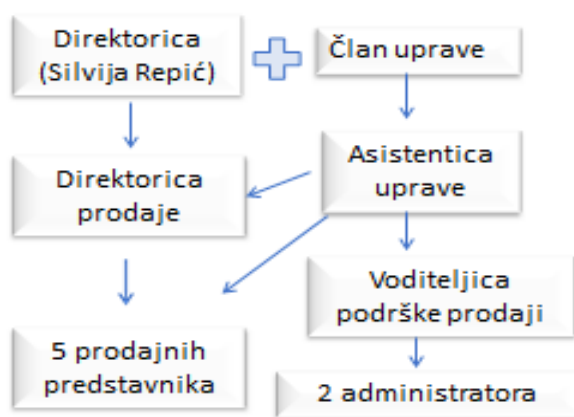 Direktorica
(Silvija Repić)
Član uprave
Direktorica
prodaje
Asistentica
uprave
Voditeljica
podrške prodaji
5 prodajnih
predstavnika
2 administratora